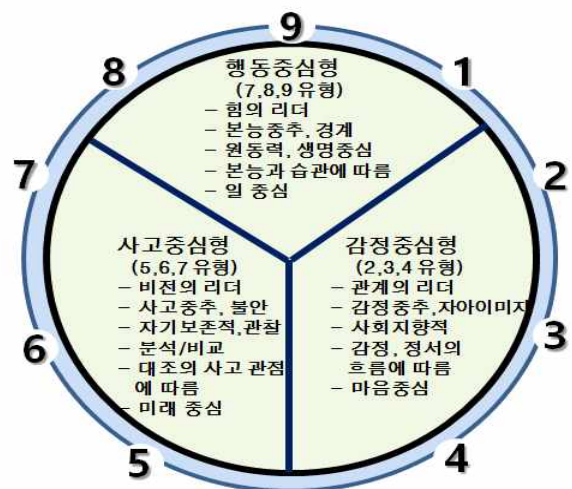 9
8
1
7
2
6
3
5
4
행동중심형
(7,8,9 유형)
– 힘의 리더
– 본능중추, 경계
– 원동력, 생명중심
– 본능과 습관에 따름
– 일 중심
사고중심형
(5,6,7 유형)
– 비전의 리더
– 사고중추, 불안
– 자기보존적,관찰
– 분석/비교
– 대조의 사고 관점
에 따름
– 미래 중심
감정중심형
(2,3,4 유형)
– 관계의 리더
– 감정중추,자아이미지
– 사회지향적
– 감정, 정서의
흐름에 따름
– 마음중심